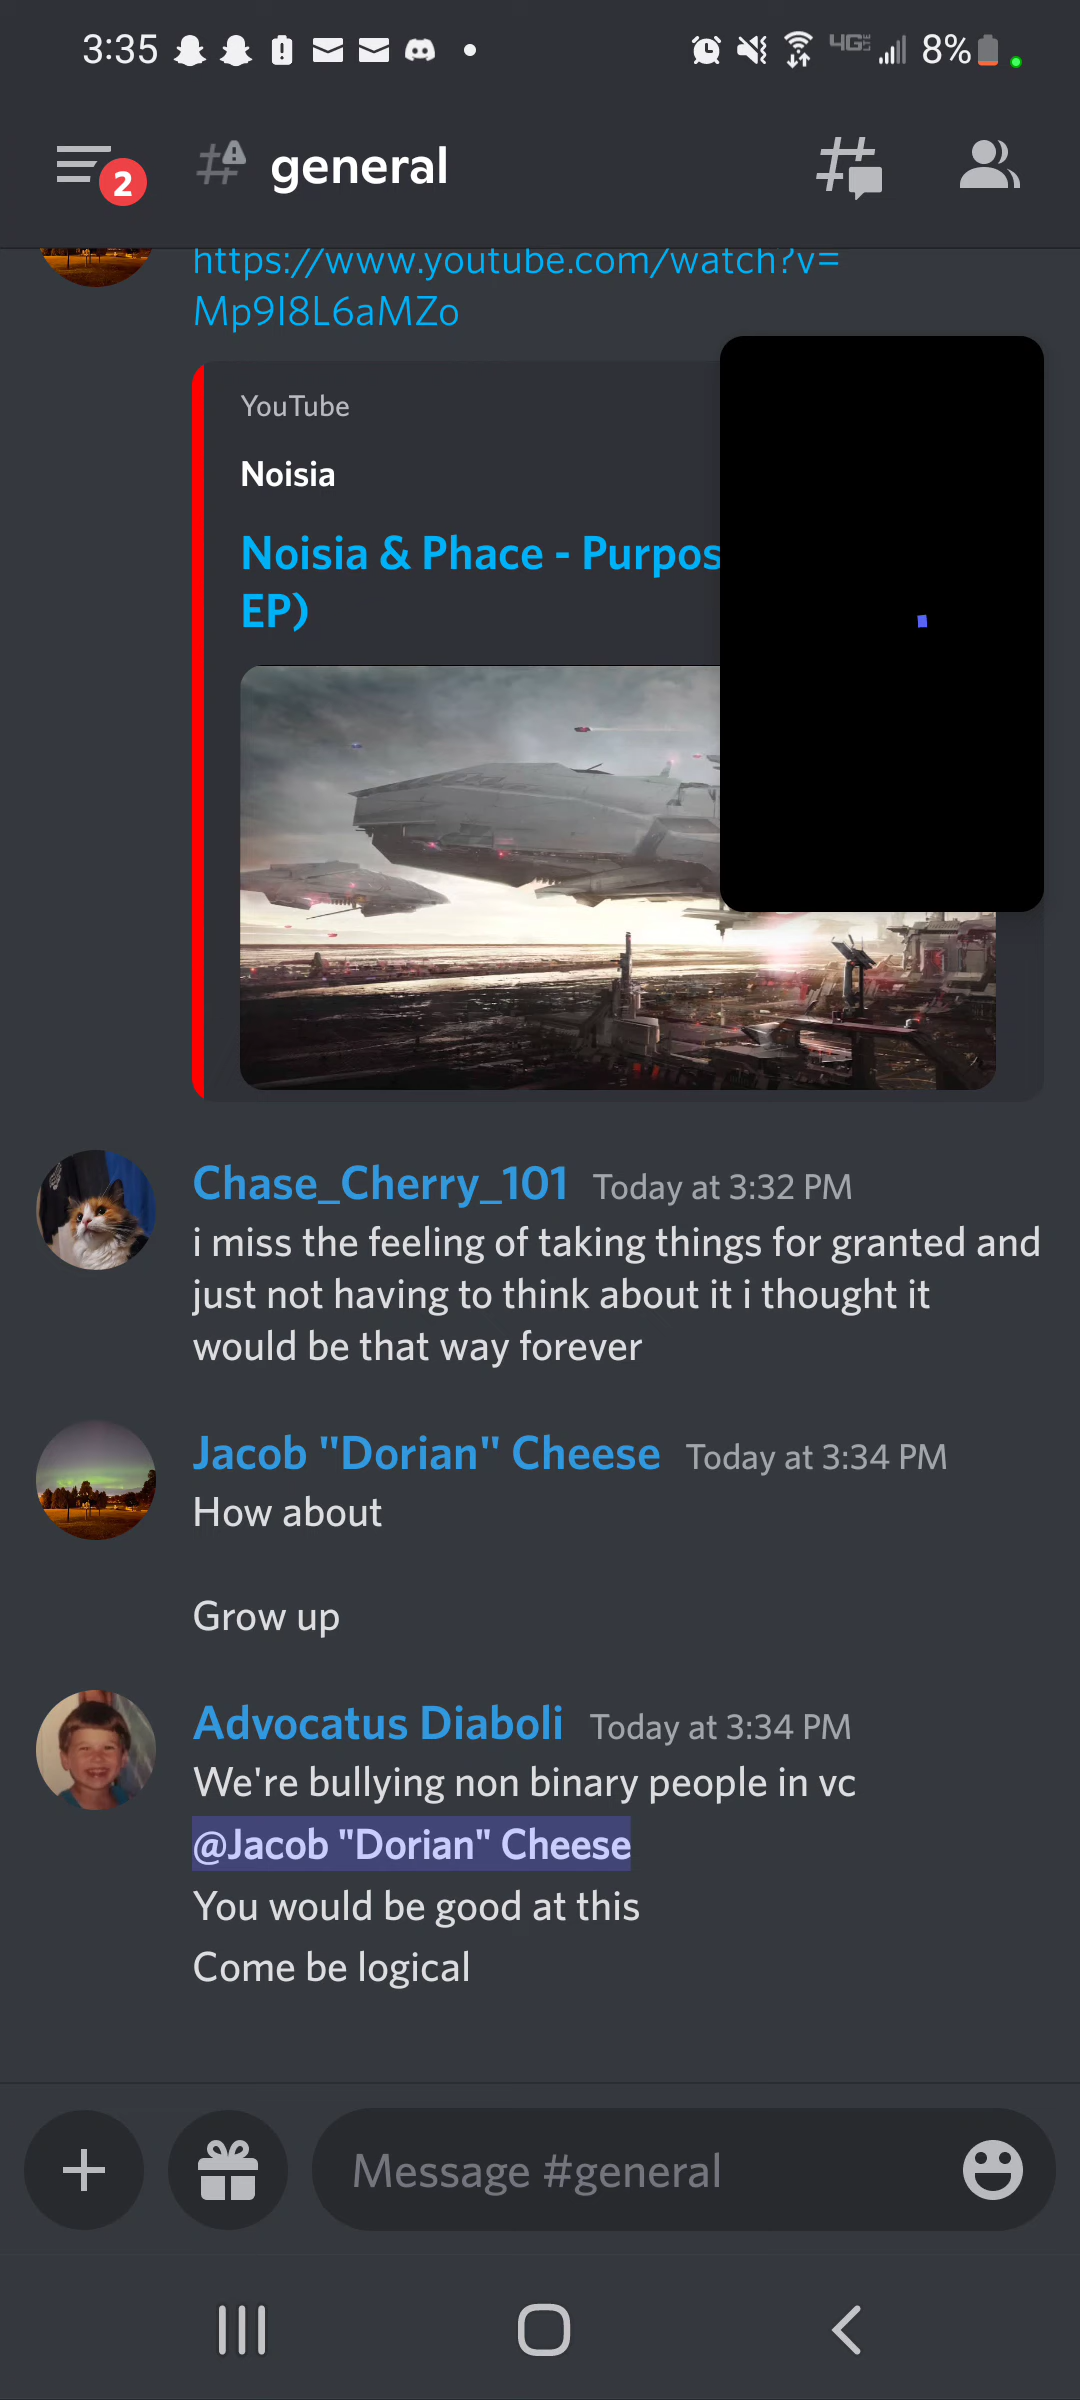 3:35
4GE 8%
2
general
https://www.youtube.com/watch?v=
Mp9I8L6aMZo
YouTube
Noisia
Noisia & Phace - Purpos
EP)
Chase_Cherry_101 Today at 3:32 PM
i miss the feeling of taking things for granted and
just not having to think about it i thought it
would be that way forever
Jacob "Dorian" Cheese Today at 3:34 PM
How about
Grow up
Advocatus Diaboli Today at 3:34 PM
We're bullying non binary people in vc
@Jacob "Dorian" Cheese
You would be good at this
Come be logical
Message #general